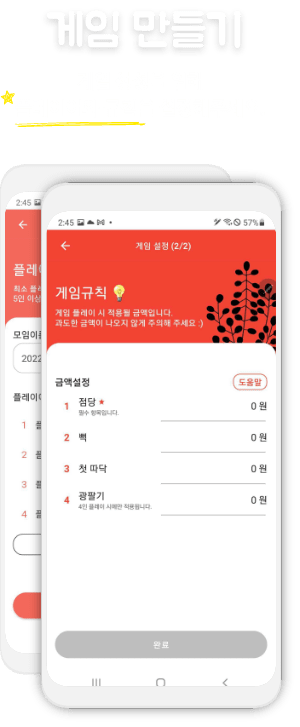 게임 만들기
2:45
플레이
최소 플레
5인 이상
모임이름
2022
플레이어
1
2
3
4
2:45
57%
게임 설정 (2/2)
게임규칙
게임 플레이 시 적용될 금액입니다.
과도한 금액이 나오지 않게 주의해 주세요 :)
금액설정
도움말
1 점당 ★ 0 원
필수 항목입니다.
2 뻑 0 원
3 첫 따닥 0 원
4 광팔기 0 원
4인 플레이 시에만 적용됩니다.
완료